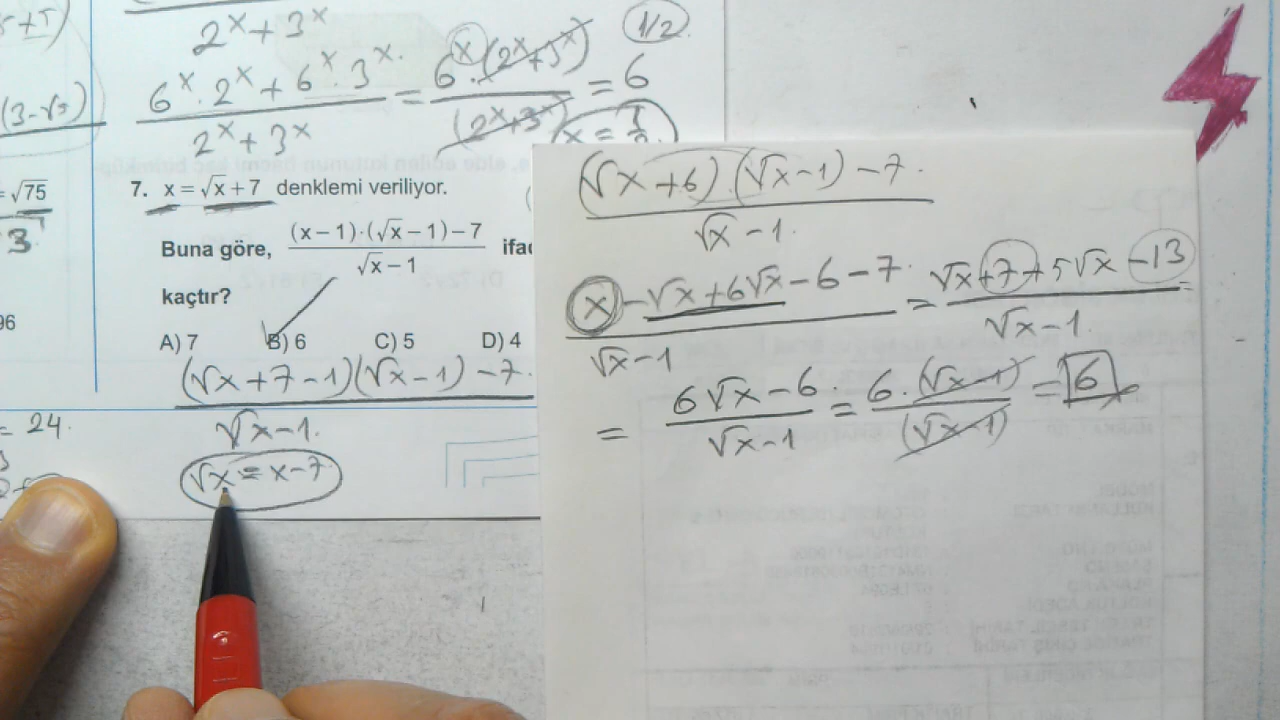 2^x + 3^x
1/2
6^x . 2^x + 6^x . 3^x = 6^x . (2^x + 3^x) = 6
2^x + 3^x
(2^x + 3^x)
x =
(3-√5)
= √75
3
96
= 24.
7. x = √x + 7 denklemi veriliyor.
Buna göre, (x − 1)·(√x − 1) − 7 / √x − 1 ifa
kaçtır?
A) 7 B) 6 C) 5 D) 4
(√x + 7 - 1)(√x - 1) - 7.
√x - 1.
√x = x - 7
(√x + 6) . (√x - 1) - 7.
√x - 1.
x - √x + 6√x - 6 - 7 = √x + 7 + 5√x - 13 =
√x - 1 √x - 1.
= 6√x - 6 = 6 . (√x - 1) = 6
√x - 1 (√x - 1)